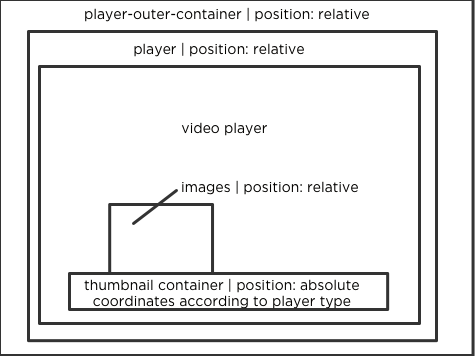 player-outer-container | position: relative
player | position: relative
video player
images | position: relative
thumbnail container | position: absolute
coordinates according to player type